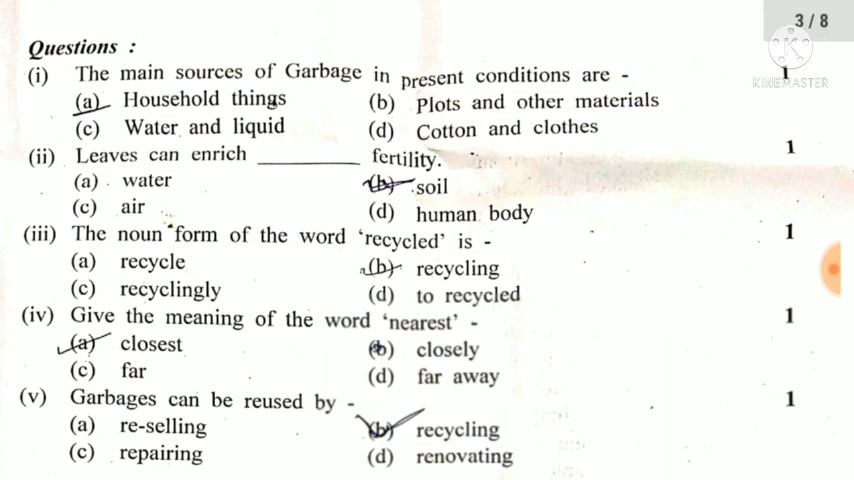 3 / 8
KINEMASTER
Questions :
(i) The main sources of Garbage in present conditions are - 1
(a) Household things (b) Plots and other materials
(c) Water and liquid (d) Cotton and clothes
(ii) Leaves can enrich __________ fertility. 1
(a) water (b) soil
(c) air (d) human body
(iii) The noun form of the word ‘recycled’ is - 1
(a) recycle (b) recycling
(c) recyclingly (d) to recycled
(iv) Give the meaning of the word ‘nearest’ - 1
(a) closest (b) closely
(c) far (d) far away
(v) Garbages can be reused by - 1
(a) re-selling (b) recycling
(c) repairing (d) renovating